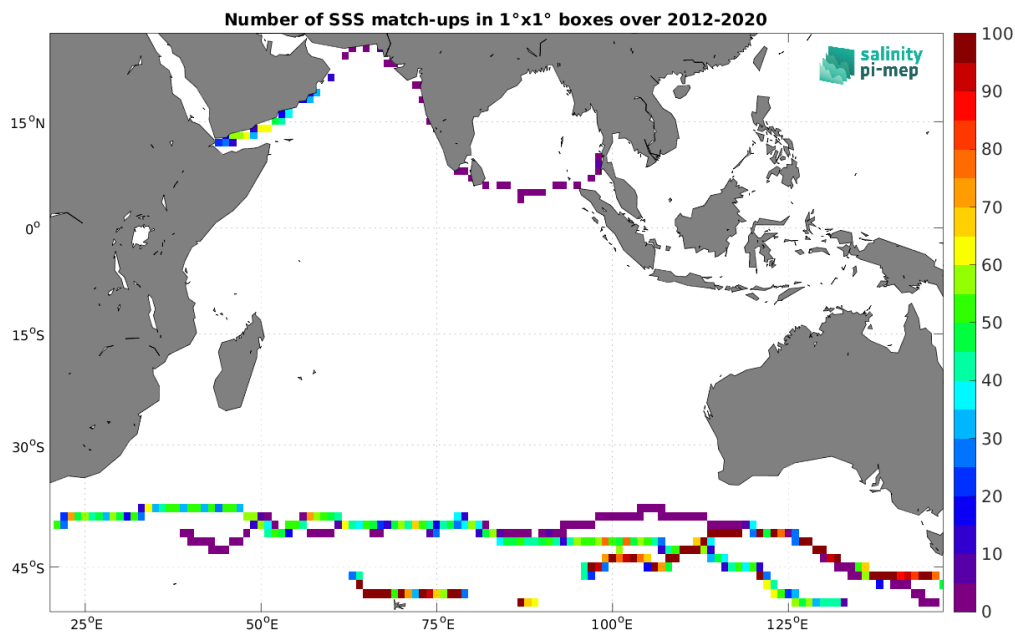 Number of SSS match-ups in 1°x1° boxes over 2012-2020
salinity
pi-mep
15°N
0°
15°S
30°S
45°S
25°E
50°E
75°E
100°E
125°E
100
90
80
70
60
50
40
30
20
10
0